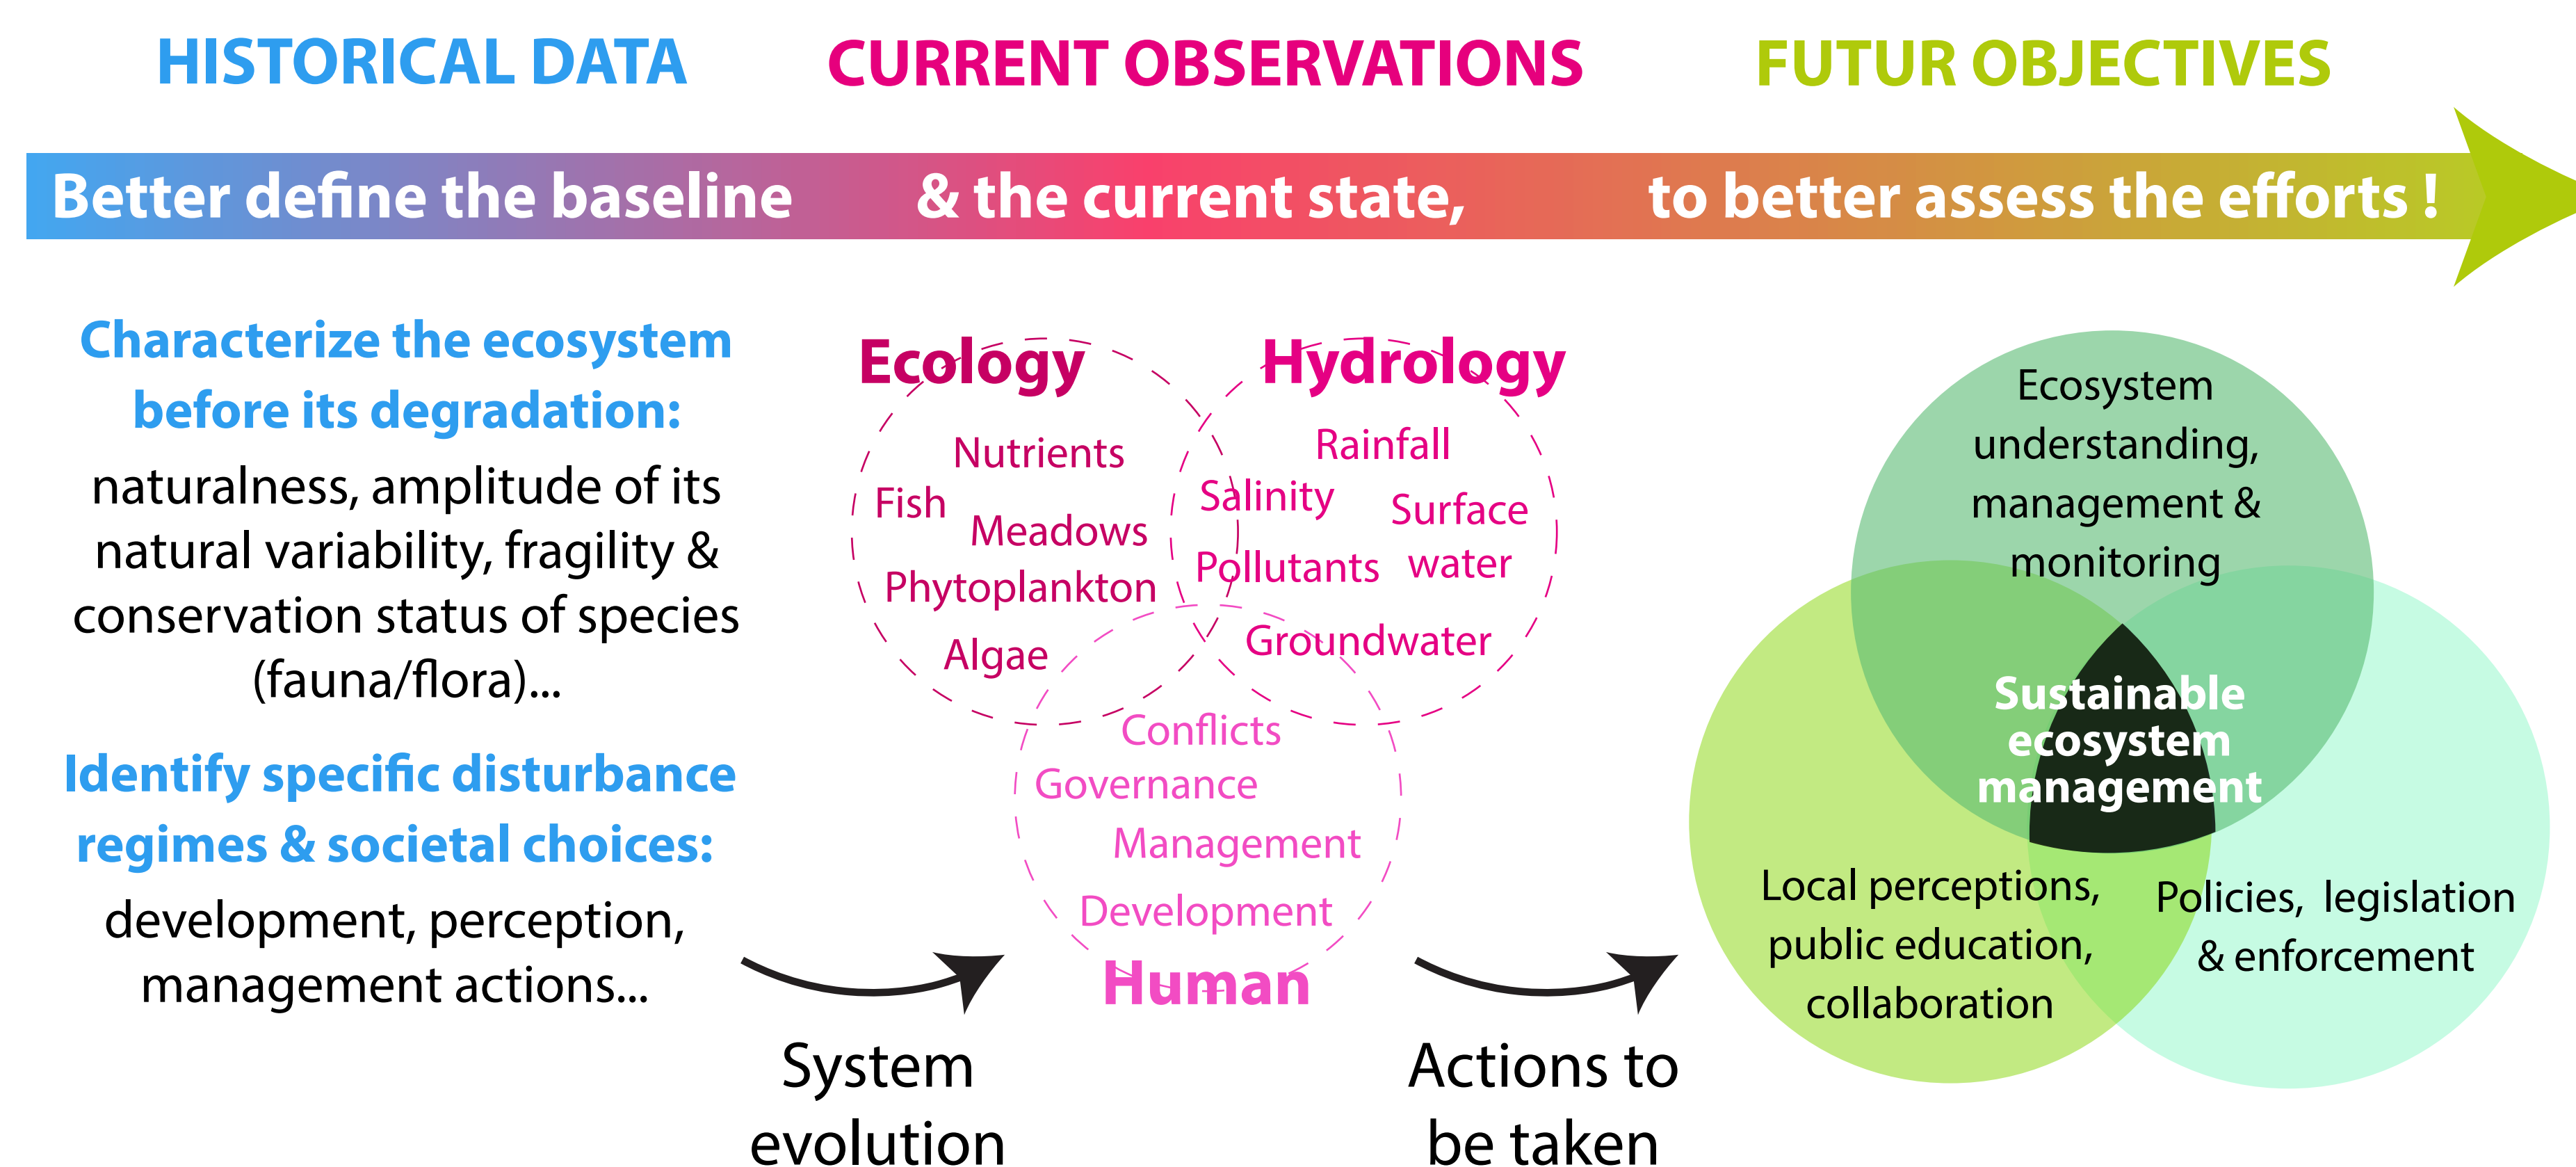 HISTORICAL DATA
CURRENT OBSERVATIONS
FUTUR OBJECTIVES
Better define the baseline & the current state, to better assess the efforts !
Characterize the ecosystem
before its degradation:
naturalness, amplitude of its
natural variability, fragility &
conservation status of species
(fauna/flora)...
Identify specific disturbance
regimes & societal choices:
development, perception,
management actions...
System
evolution
Ecology
Nutrients
Fish
Meadows
Phytoplankton
Algae
Hydrology
Rainfall
Salinity
Surface
water
Pollutants
Groundwater
Conflicts
Governance
Management
Development
Human
Actions to
be taken
Ecosystem
understanding,
management &
monitoring
Sustainable
ecosystem
management
Local perceptions,
public education,
collaboration
Policies, legislation
& enforcement